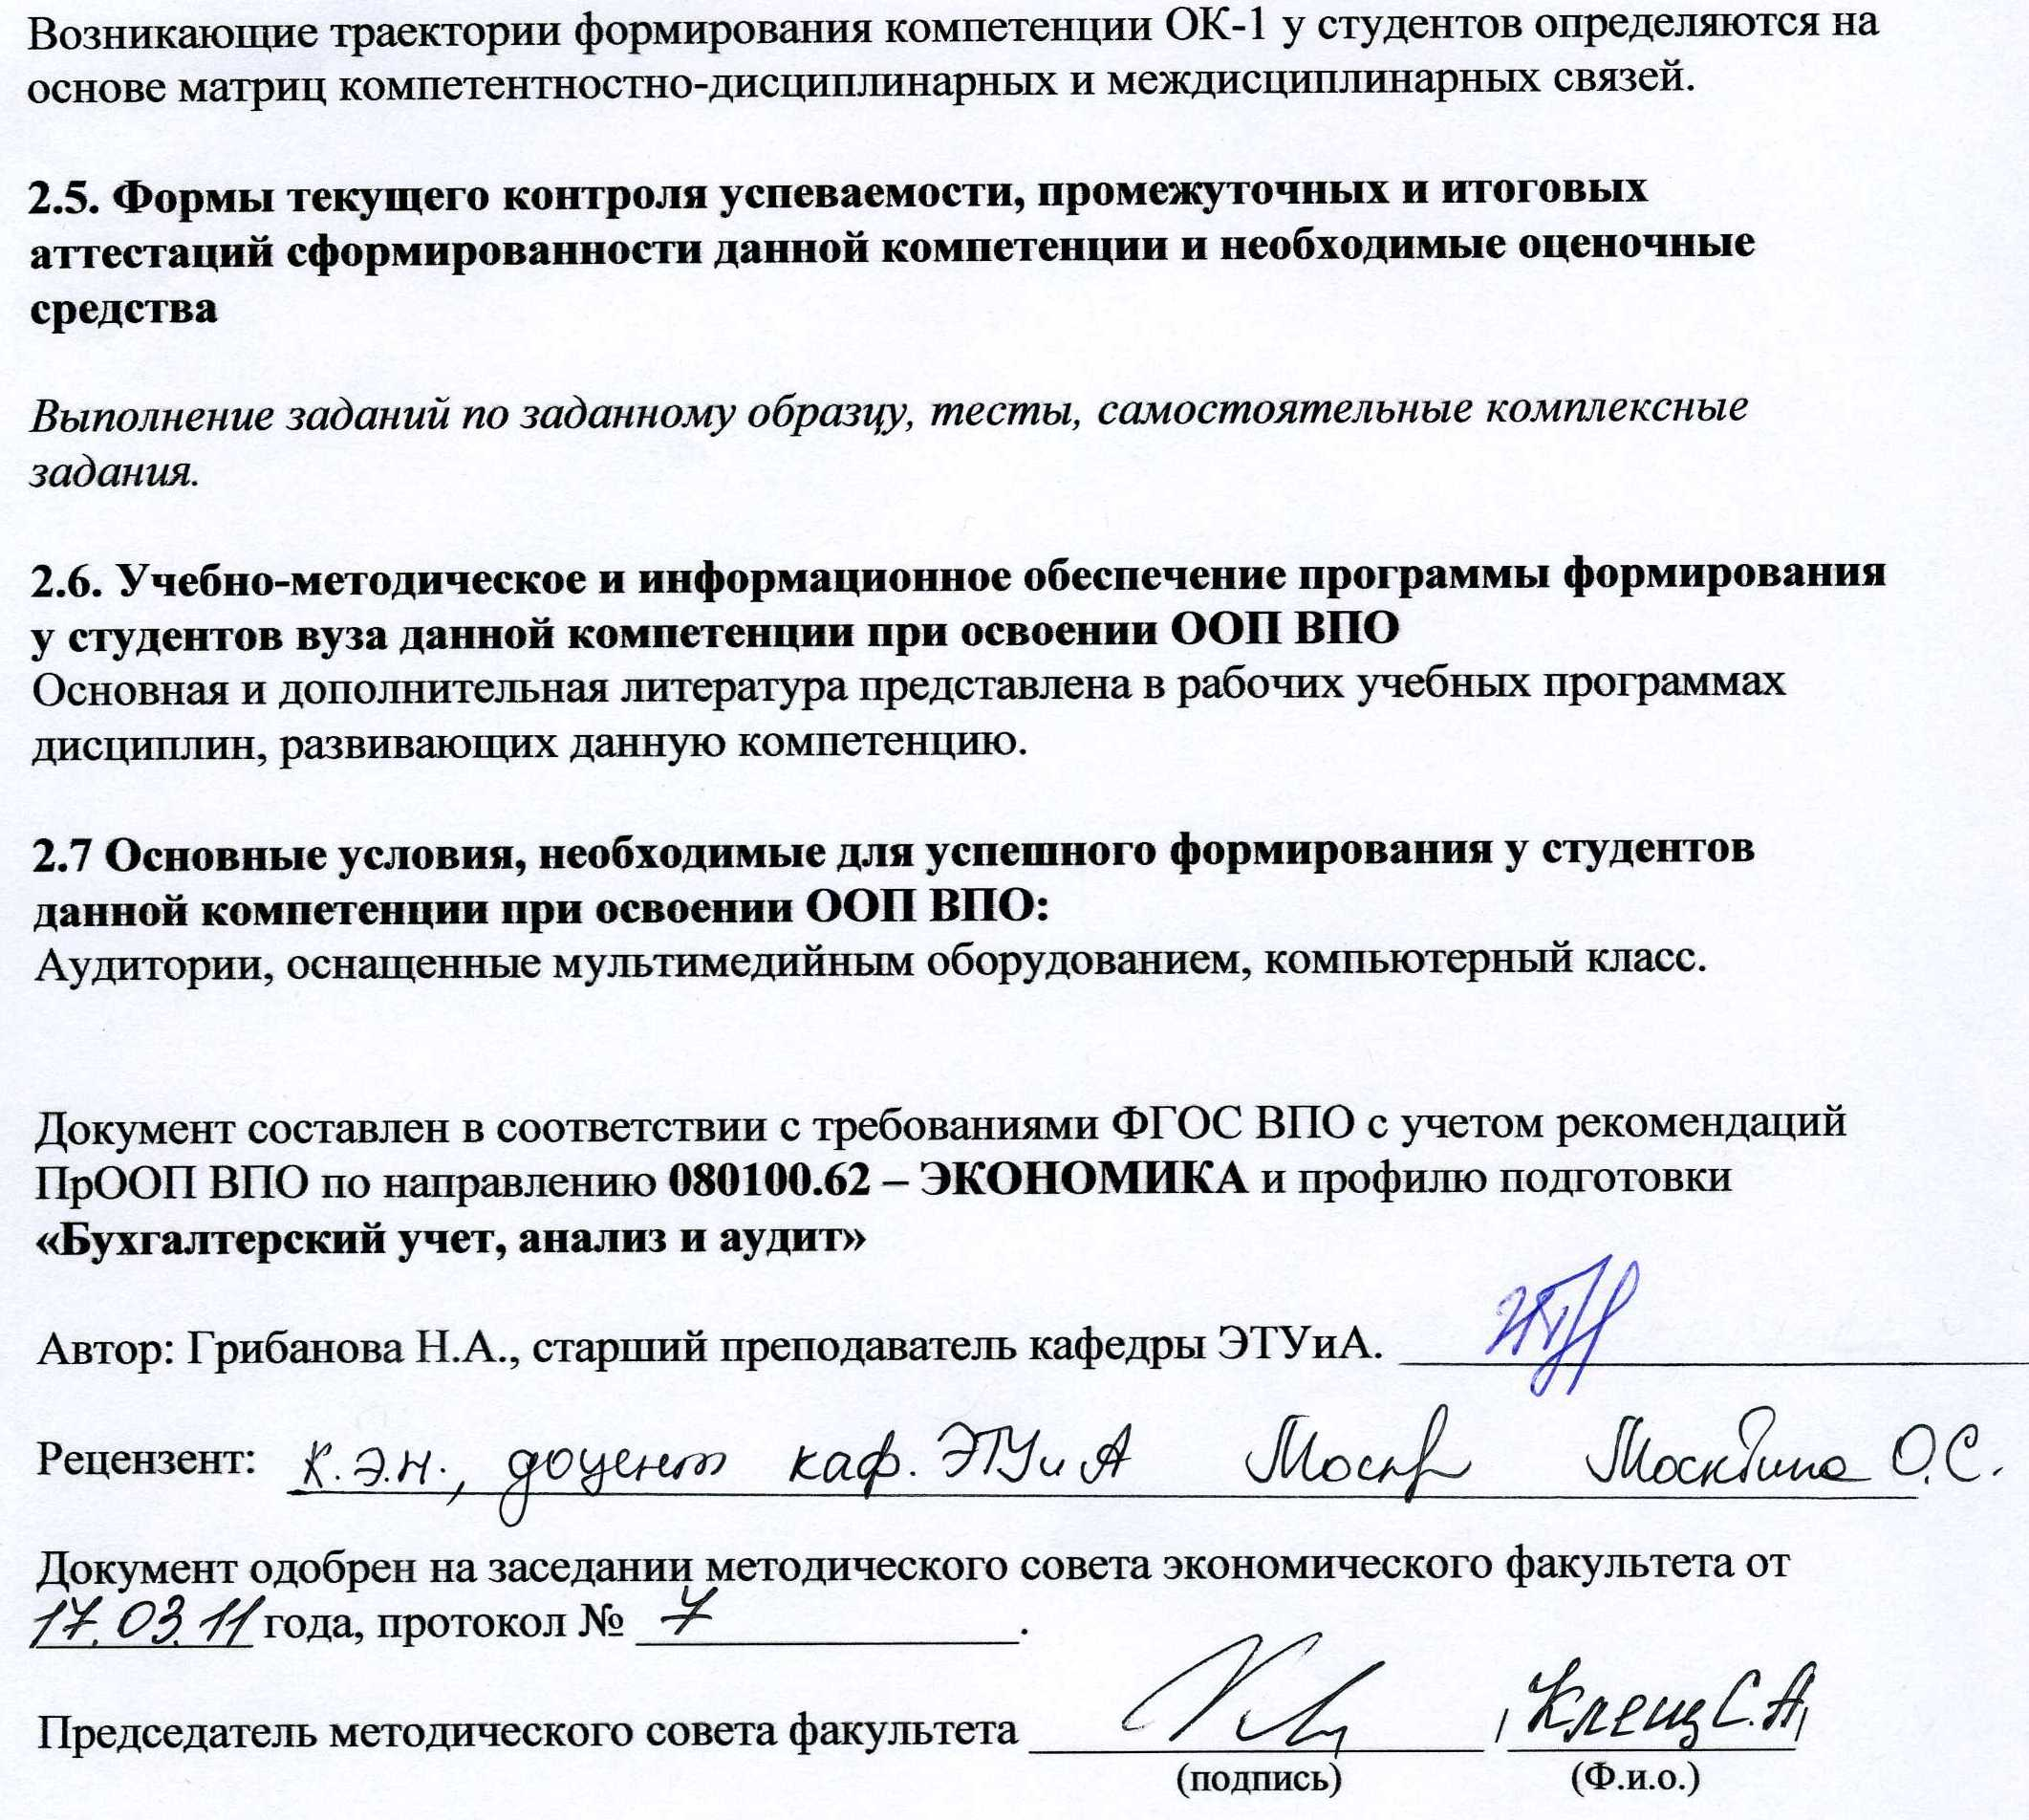 Возникающие траектории формирования компетенции ОК-1 у студентов определяются на
основе матриц компетентностно-дисциплинарных и междисциплинарных связей.
2.5. Формы текущего контроля успеваемости, промежуточных и итоговых
аттестаций сформированности данной компетенции и необходимые оценочные
средства
Выполнение заданий по заданному образцу, тесты, самостоятельные комплексные
задания.
2.6. Учебно-методическое и информационное обеспечение программы формирования
у студентов вуза данной компетенции при освоении ООП ВПО
Основная и дополнительная литература представлена в рабочих учебных программах
дисциплин, развивающих данную компетенцию.
2.7 Основные условия, необходимые для успешного формирования у студентов
данной компетенции при освоении ООП ВПО:
Аудитории, оснащенные мультимедийным оборудованием, компьютерный класс.
Документ составлен в соответствии с требованиями ФГОС ВПО с учетом рекомендаций
ПрООП ВПО по направлению 080100.62 – ЭКОНОМИКА и профилю подготовки
«Бухгалтерский учет, анализ и аудит»
Автор: Грибанова Н.А., старший преподаватель кафедры ЭТУиА.
Рецензент: к.э.н., доцент каф. ЭТУиА О.С.
Документ одобрен на заседании методического совета экономического факультета от
17.03.11 года, протокол № 7.
Председатель методического совета факультета / Клещ С.А/
(подпись) (Ф.и.о.)